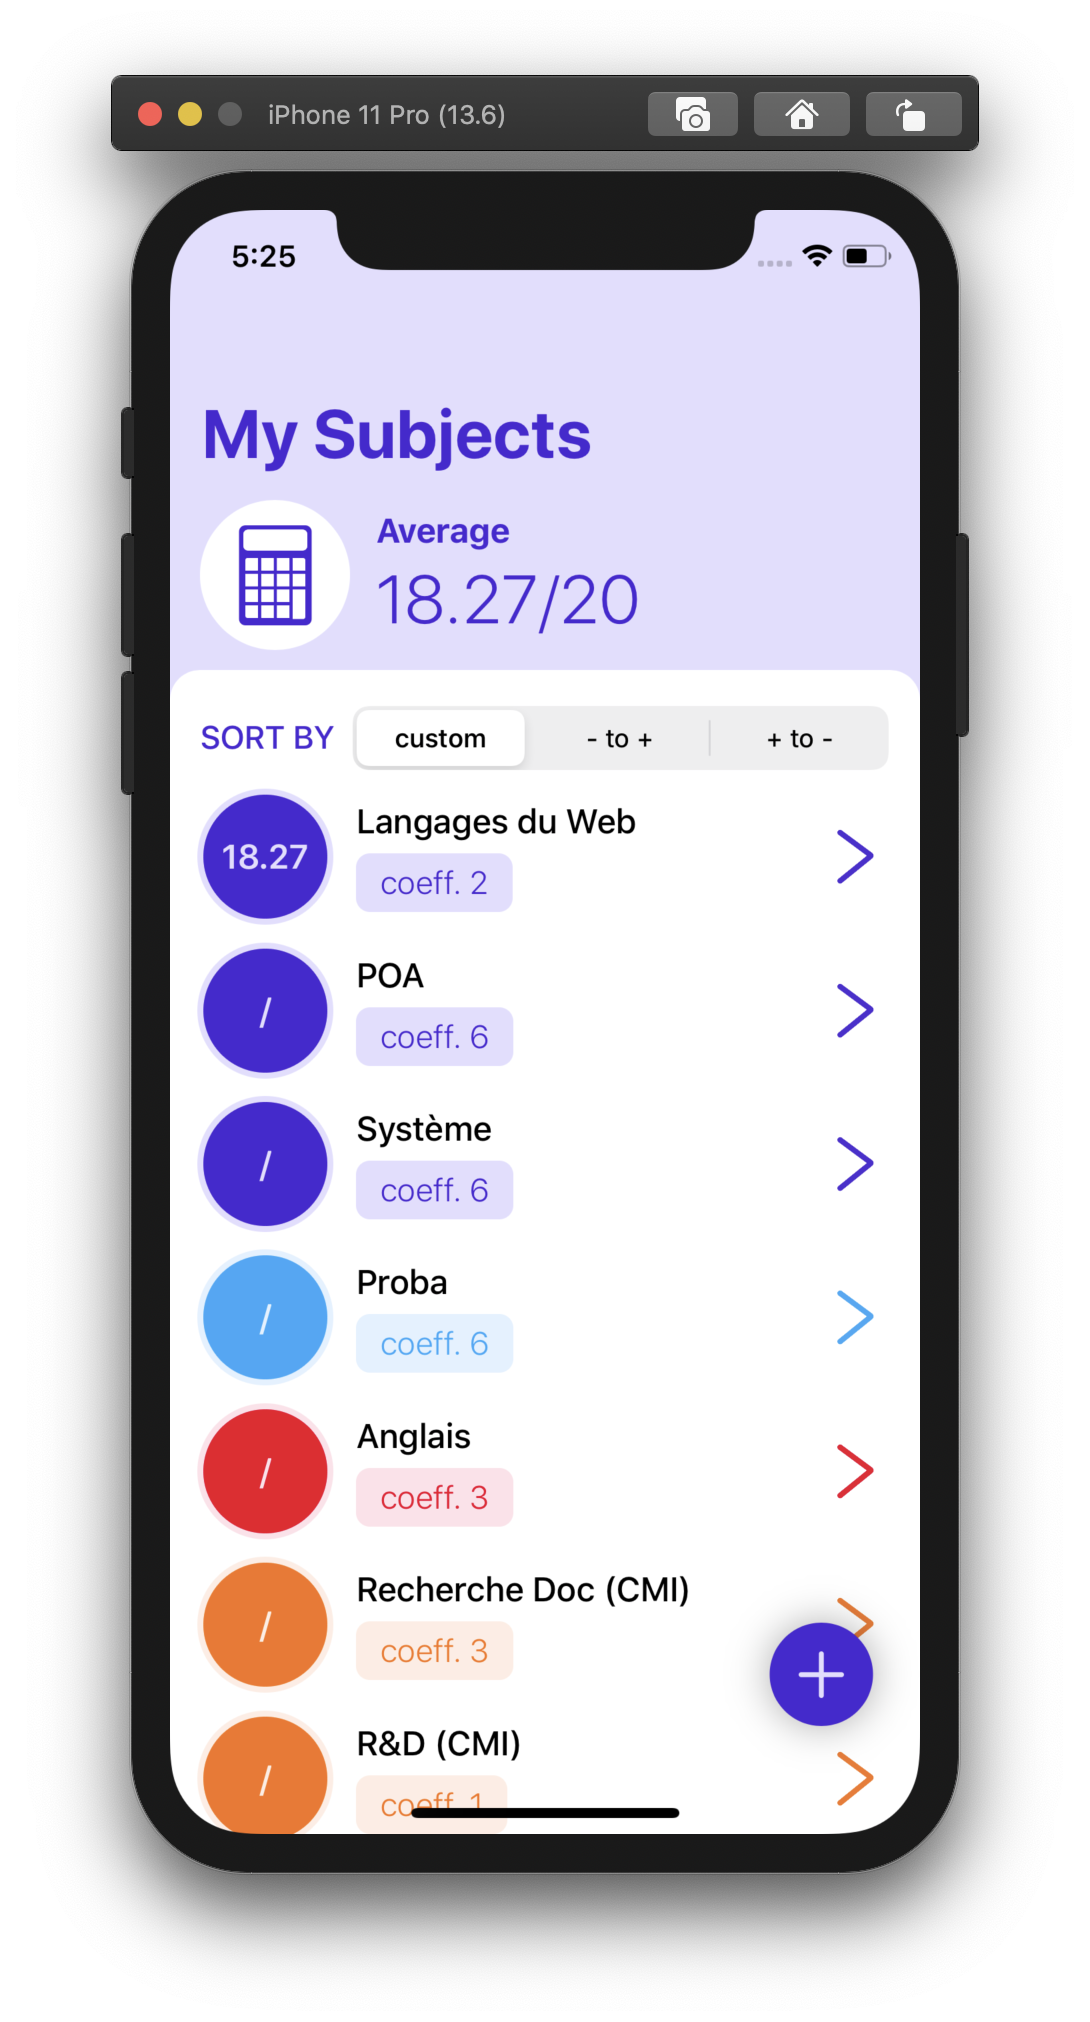 iPhone 11 Pro (13.6)
5:25
My Subjects
Average
18.27/20
SORT BY custom - to + + to -
18.27
Langages du Web
coeff. 2
/
POA
coeff. 6
/
Système
coeff. 6
/
Proba
coeff. 6
/
Anglais
coeff. 3
/
Recherche Doc (CMI)
coeff. 3
/
R&D (CMI)
coeff. 1